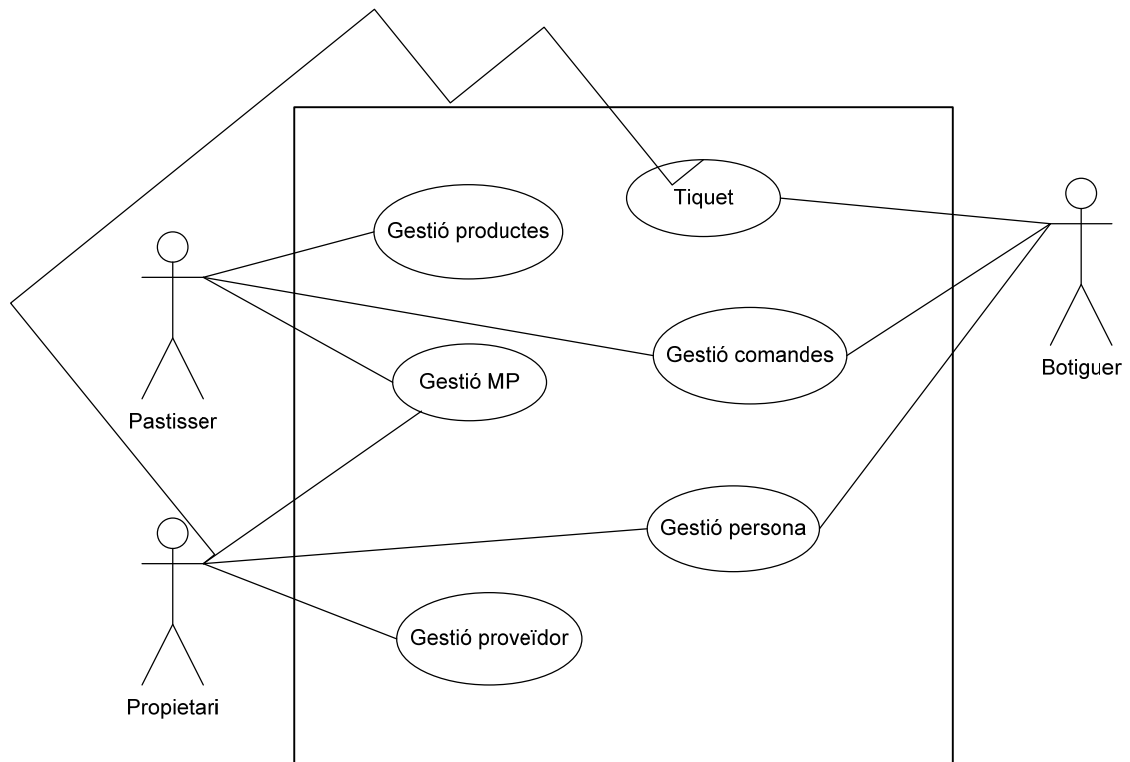 Tiquet
Gestió productes
Gestió comandes
Botiguer
Gestió MP
Pastisser
Gestió persona
Gestió proveïdor
Propietari